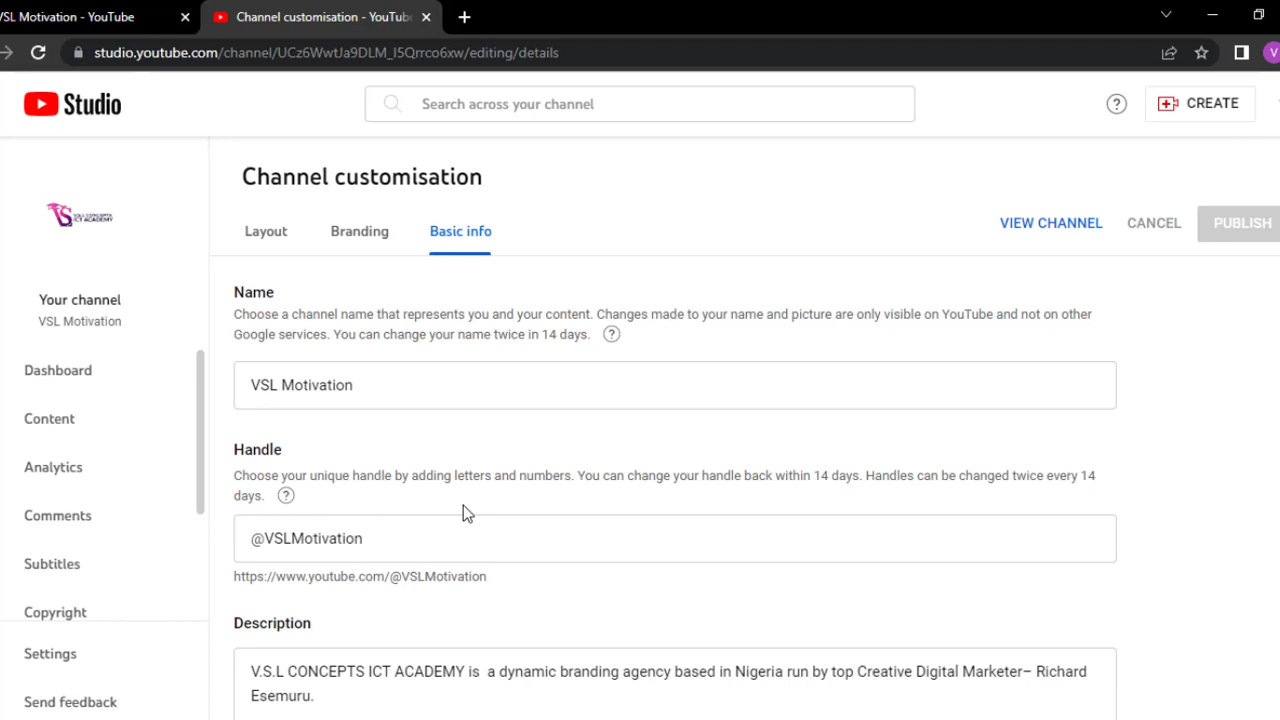 VSL Motivation - YouTube
Channel customisation - YouTube
studio.youtube.com/channel/UCz6WwtJa9DLM_I5Qrrco6xw/editing/details
Studio
Search across your channel
CREATE
Channel customisation
Layout
Branding
Basic info
VIEW CHANNEL
CANCEL
PUBLISH
V.S.L CONCEPTS
ICT ACADEMY
Your channel
VSL Motivation
Dashboard
Content
Analytics
Comments
Subtitles
Copyright
Settings
Send feedback
Name
Choose a channel name that represents you and your content. Changes made to your name and picture are only visible on YouTube and not on other
Google services. You can change your name twice in 14 days.
VSL Motivation
Handle
Choose your unique handle by adding letters and numbers. You can change your handle back within 14 days. Handles can be changed twice every 14
days.
@VSLMotivation
https://www.youtube.com/@VSLMotivation
Description
V.S.L CONCEPTS ICT ACADEMY is  a dynamic branding agency based in Nigeria run by top Creative Digital Marketer– Richard
Esemuru.